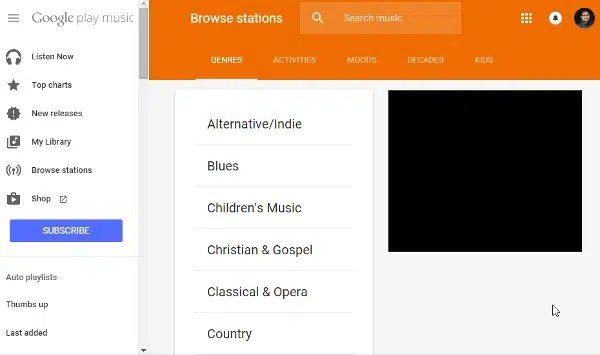 Google play music
Browse stations
Search music
GENRES
ACTIVITIES
MOODS
DECADES
KIDS
Listen Now
Top charts
New releases
My Library
Browse stations
Shop
SUBSCRIBE
Auto playlists
Thumbs up
Last added
Alternative/Indie
Blues
Children's Music
Christian & Gospel
Classical & Opera
Country